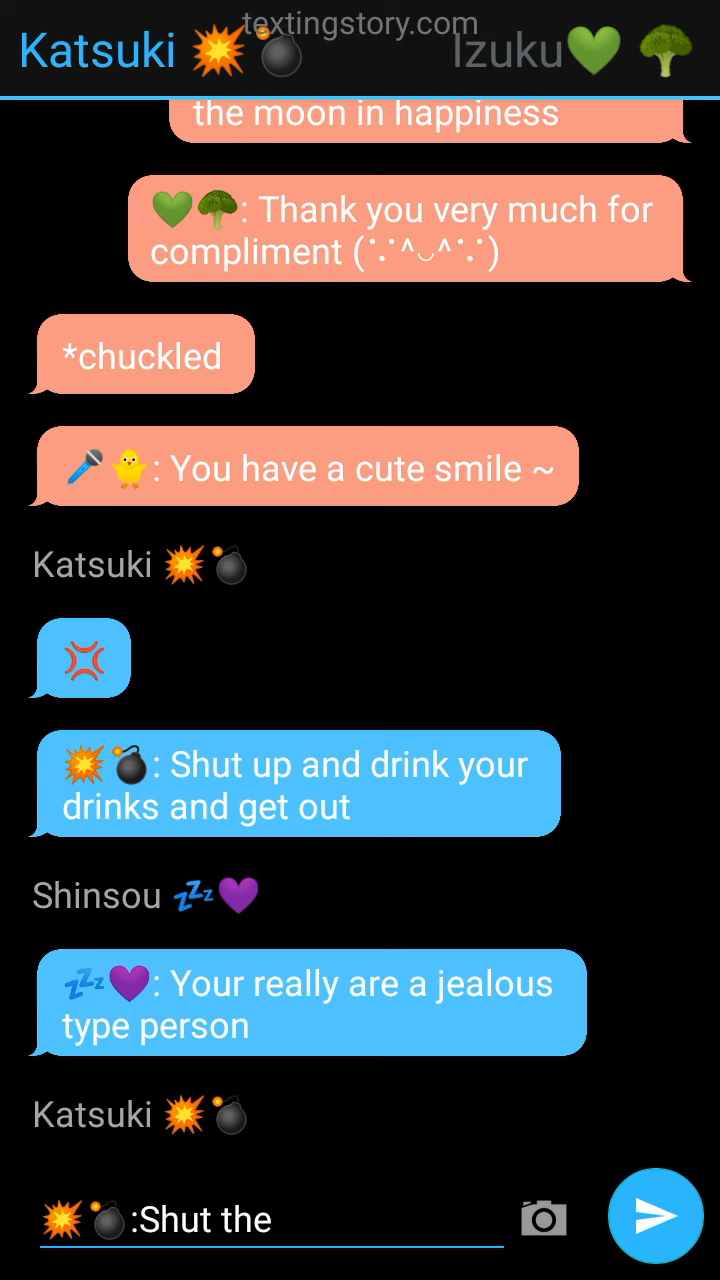 textingstory.com
Katsuki 💥💣 Izuku💚 🥦
the moon in happiness
💚🥦: Thank you very much for
compliment (⁠◍⁠•⁠ᴗ⁠•⁠◍⁠)
*chuckled
🎤🐥: You have a cute smile ~
Katsuki 💥💣
💢
💥💣: Shut up and drink your
drinks and get out
Shinsou 💤💜
💤💜: Your really are a jealous
type person
Katsuki 💥💣
💥💣:Shut the